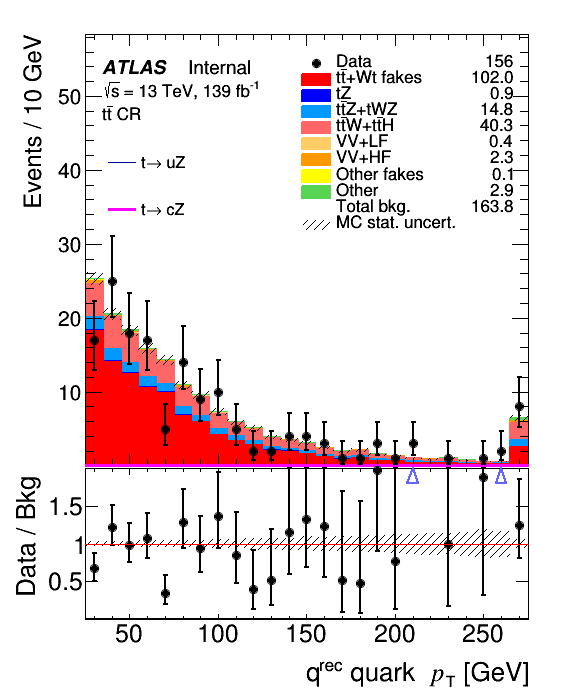 ATLAS Internal
√s = 13 TeV, 139 fb⁻¹
tt̄ CR
t→ uZ
t→ cZ
Data 156
tt̄+Wt fakes 102.0
tZ 0.9
tt̄Z+tWZ 14.8
tt̄W+tt̄H 40.3
VV+LF 0.4
VV+HF 2.3
Other fakes 0.1
Other 2.9
Total bkg. 163.8
MC stat. uncert.
Events / 10 GeV
50
40
30
20
10
Data / Bkg
1.5
1
0.5
50 100 150 200 250
q^rec quark p_T [GeV]